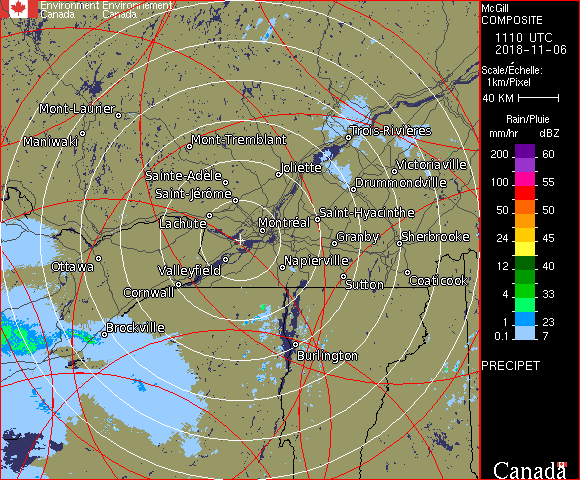 Environment Environnement
Canada Canada
McGill
COMPOSITE
1110 UTC
2018-11-06
Scale/Échelle:
1km/Pixel
40 KM
Rain/Pluie
mm/hr dBZ
200 60
55
100 55
50 50
24 45
12 40
4 33
1 23
0.1 7
PRECIPET
Canada
Mont-Laurier
Trois-Rivières
Maniwaki
Mont-Tremblant
Joliette
Victoriaville
Sainte-Adèle
Drummondville
Saint-Jérôme
Saint-Hyacinthe
Lachute
Montréal
Granby
Sherbrooke
Ottawa
Valleyfield
Napierville
Cornwall
Sutton
Coaticook
Brockville
Burlington